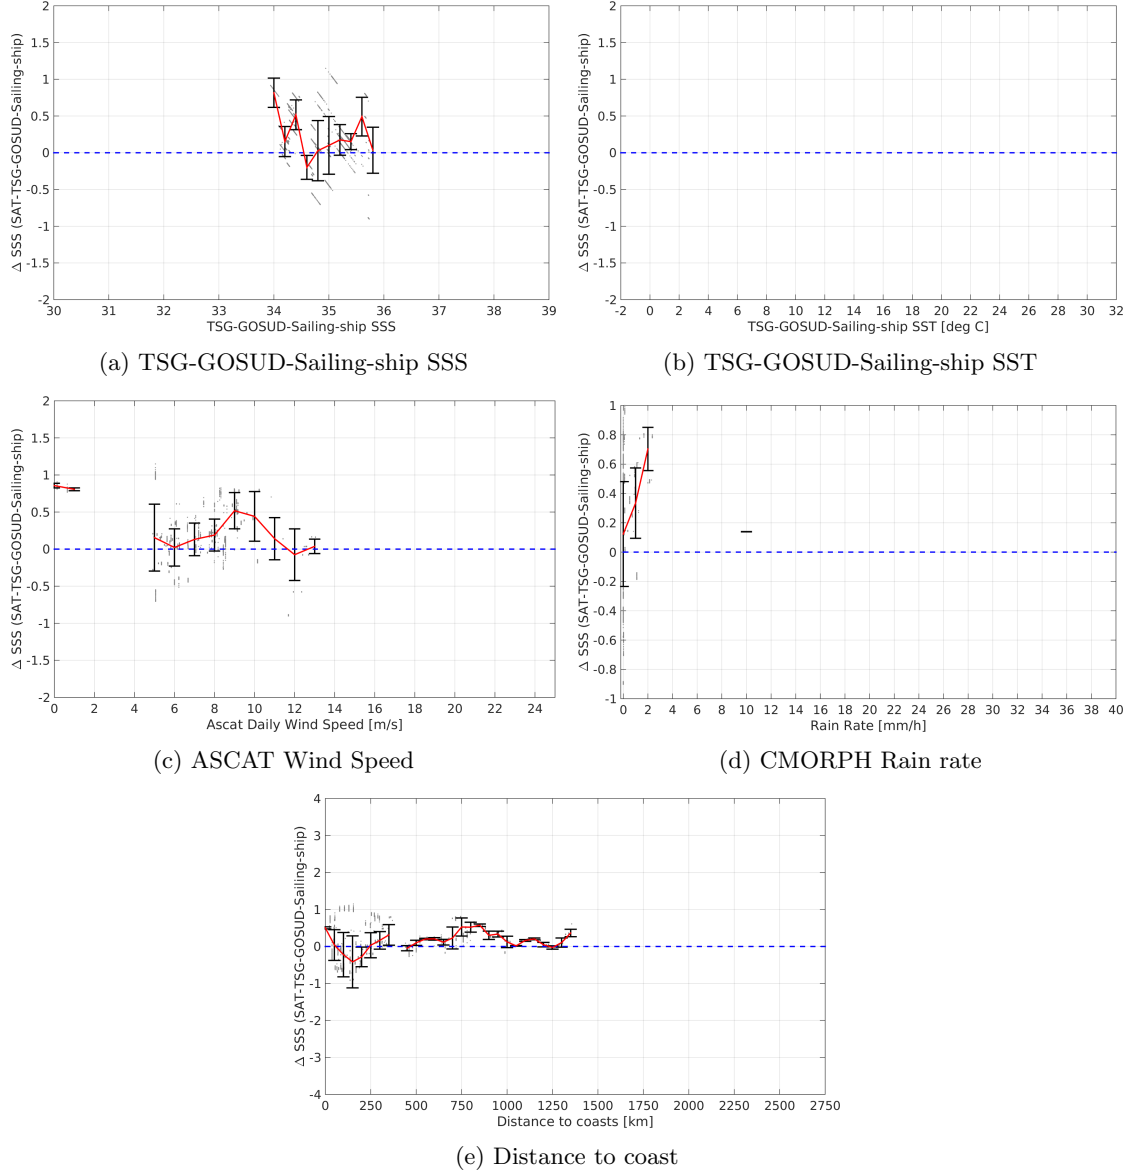 2
1.5
1
0.5
0
-0.5
-1
-1.5
-2
Δ SSS (SAT-TSG-GOSUD-Sailing-ship)
30 31 32 33 34 35 36 37 38 39
TSG-GOSUD-Sailing-ship SSS
(a) TSG-GOSUD-Sailing-ship SSS
2
1.5
1
0.5
0
-0.5
-1
-1.5
-2
Δ SSS (SAT-TSG-GOSUD-Sailing-ship)
-2 0 2 4 6 8 10 12 14 16 18 20 22 24 26 28 30 32
TSG-GOSUD-Sailing-ship SST [deg C]
(b) TSG-GOSUD-Sailing-ship SST
2
1.5
1
0.5
0
-0.5
-1
-1.5
-2
Δ SSS (SAT-TSG-GOSUD-Sailing-ship)
0 2 4 6 8 10 12 14 16 18 20 22 24
Ascat Daily Wind Speed [m/s]
(c) ASCAT Wind Speed
1
0.8
0.6
0.4
0.2
0
-0.2
-0.4
-0.6
-0.8
-1
Δ SSS (SAT-TSG-GOSUD-Sailing-ship)
0 2 4 6 8 10 12 14 16 18 20 22 24 26 28 30 32 34 36 38 40
Rain Rate [mm/h]
(d) CMORPH Rain rate
4
3
2
1
0
-1
-2
-3
-4
Δ SSS (SAT-TSG-GOSUD-Sailing-ship)
0 250 500 750 1000 1250 1500 1750 2000 2250 2500 2750
Distance to coasts [km]
(e) Distance to coast